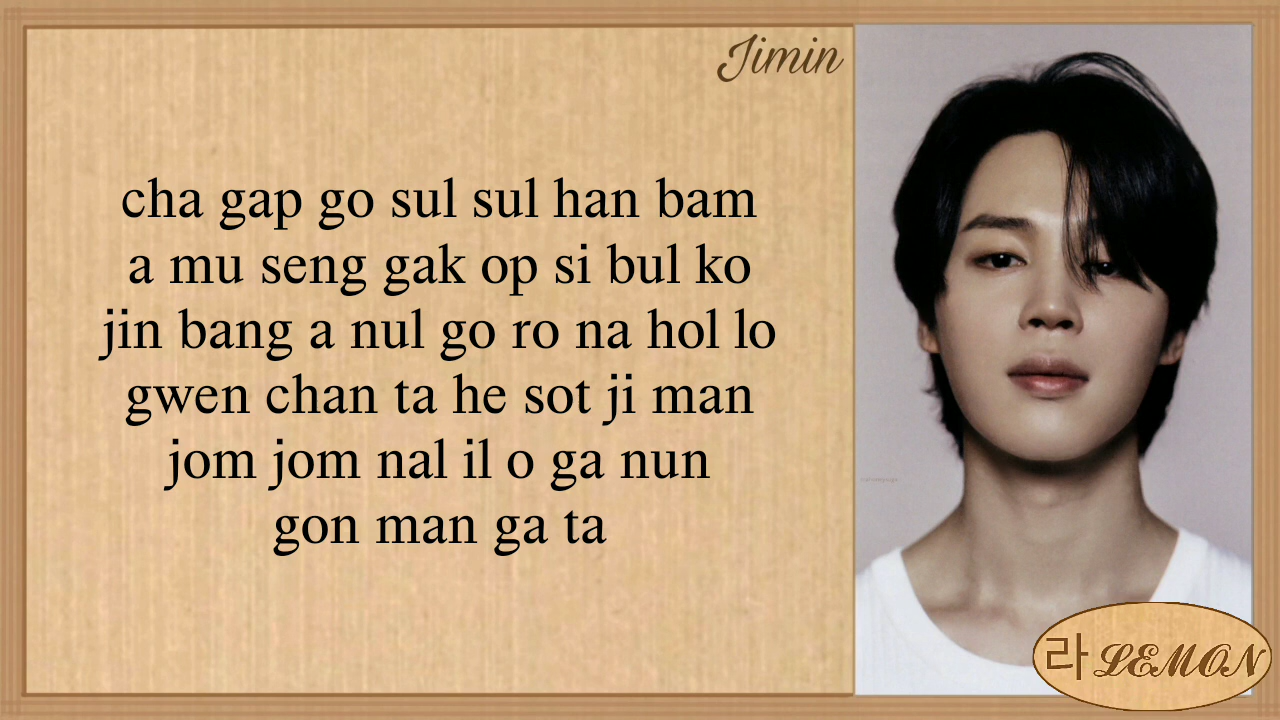 Jimin
cha gap go sul sul han bam
a mu seng gak op si bul ko
jin bang a nul go ro na hol lo
gwen chan ta he sot ji man
jom jom nal il o ga nun
gon man ga ta
라 LEMON